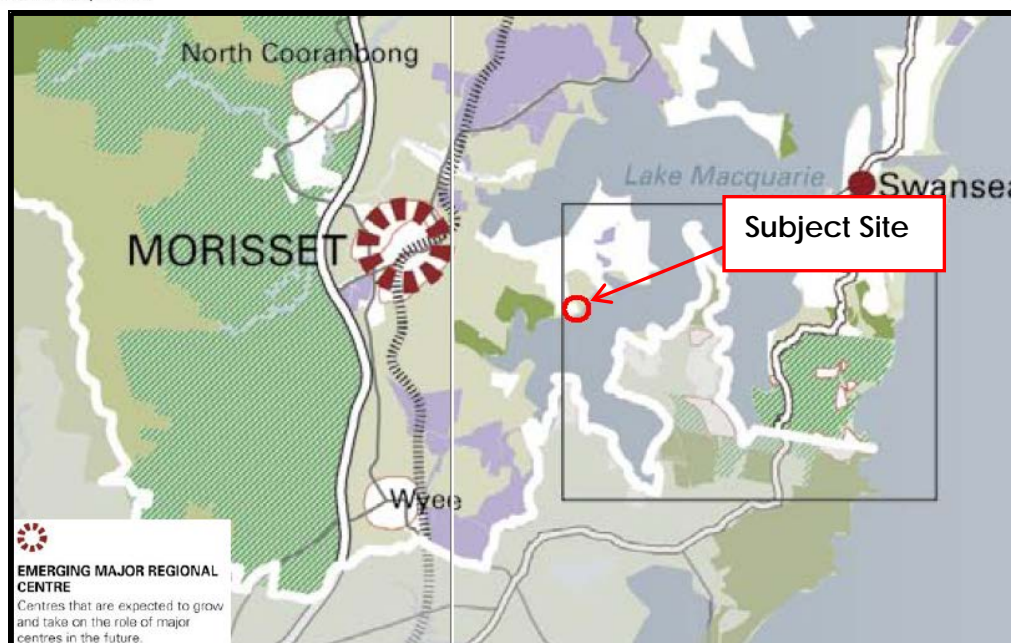 North Cooranbong
Lake Macquarie
Swansea
Subject Site
MORISSET
Wyee
EMERGING MAJOR REGIONAL
CENTRE
Centres that are expected to grow
and take on the role of major
centres in the future.